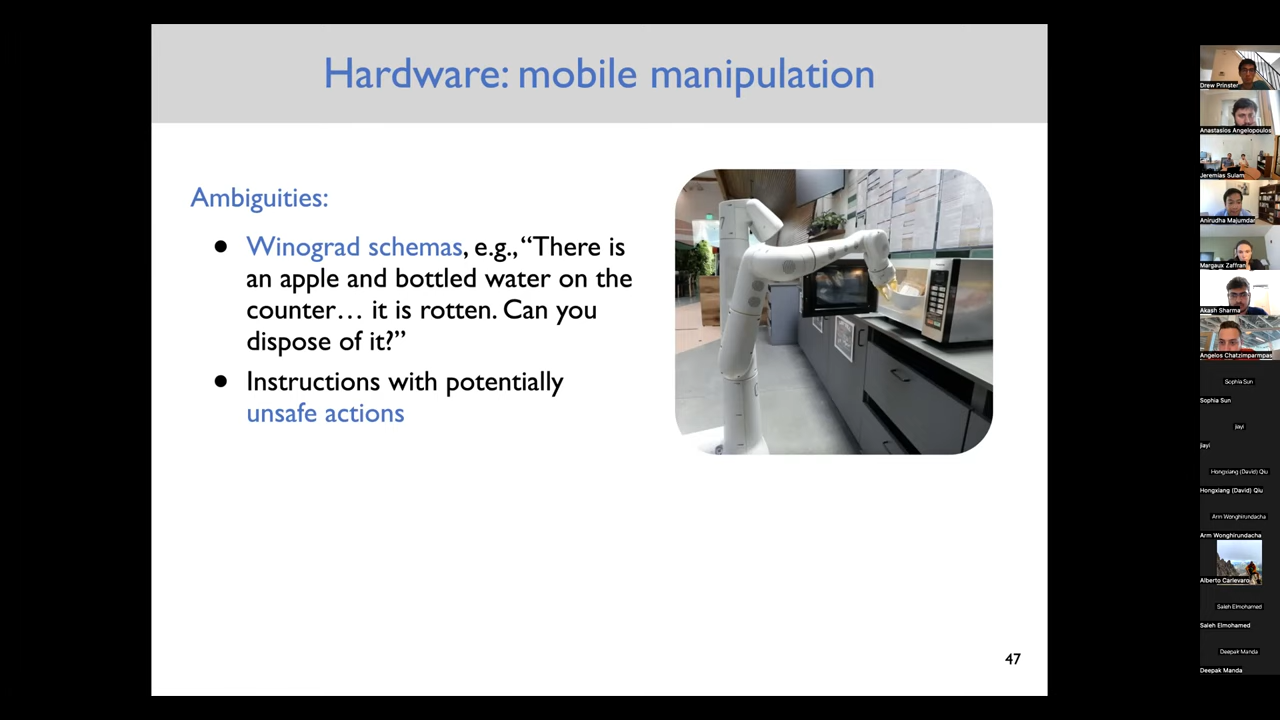 Hardware: mobile manipulation
Ambiguities:
● Winograd schemas, e.g., “There is
an apple and bottled water on the
counter… it is rotten. Can you
dispose of it?”
● Instructions with potentially
unsafe actions
47
Drew Prinster
Anastasios Angelopoulos
Jeremias Sulam
Anirudha Majumdar
Margaux Zaffran
Akash Sharma
Angelos Chatzimparmpas
Sophia Sun
Sophia Sun
Jiayi
Jiayi
Hongxiang (David) Qiu
Hongxiang (David) Qiu
Arm Wonghirundacha
Arm Wonghirundacha
Alberto Carlevaro
Saleh Elmohamed
Saleh Elmohamed
Deepak Manda
Deepak Manda